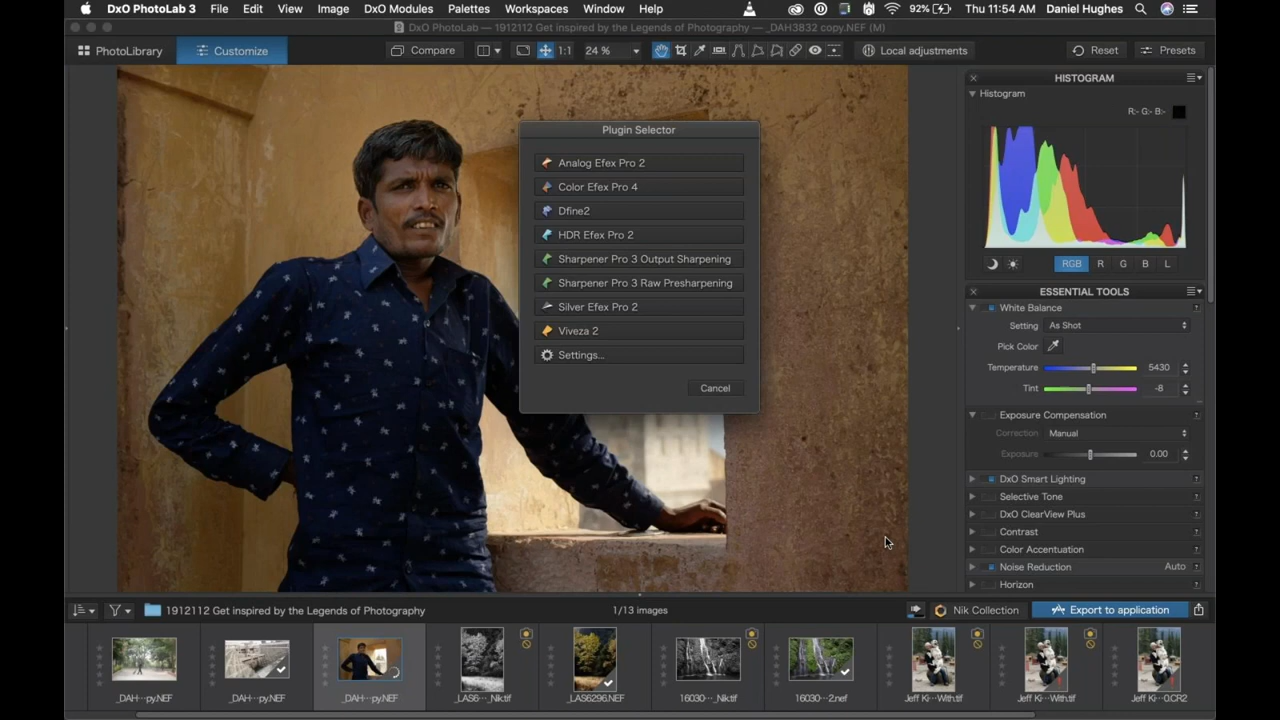 DxO PhotoLab 3 File Edit View Image DxO Modules Palettes Workspaces Window Help 92% Thu 11:54 AM Daniel Hughes
DxO PhotoLab — 1912112 Get inspired by the Legends of Photography — _DAH3832 copy.NEF (M)
PhotoLibrary Customize Compare 1:1 24 % Local adjustments Reset Presets
Plugin Selector
Analog Efex Pro 2
Color Efex Pro 4
Dfine2
HDR Efex Pro 2
Sharpener Pro 3 Output Sharpening
Sharpener Pro 3 Raw Presharpening
Silver Efex Pro 2
Viveza 2
Settings...
Cancel
HISTOGRAM
Histogram
R:- G:- B:-
RGB R G B L
ESSENTIAL TOOLS
White Balance ?
Setting As Shot
Pick Color
Temperature 5430
Tint -8
Exposure Compensation ?
Correction Manual
Exposure 0.00
DxO Smart Lighting ?
Selective Tone ?
DxO ClearView Plus ?
Contrast ?
Color Accentuation ?
Noise Reduction Auto ?
Horizon ?
1912112 Get inspired by the Legends of Photography 1/13 images Nik Collection Export to application
_DAH···py.NEF _DAH···py.NEF _DAH···py.NEF _LAS6···_Nik.tif _LAS6296.NEF 16030···_Nik.tif 16030···2.nef Jeff Ki···With.tif Jeff Ki···With.tif Jeff Ki···0.CR2